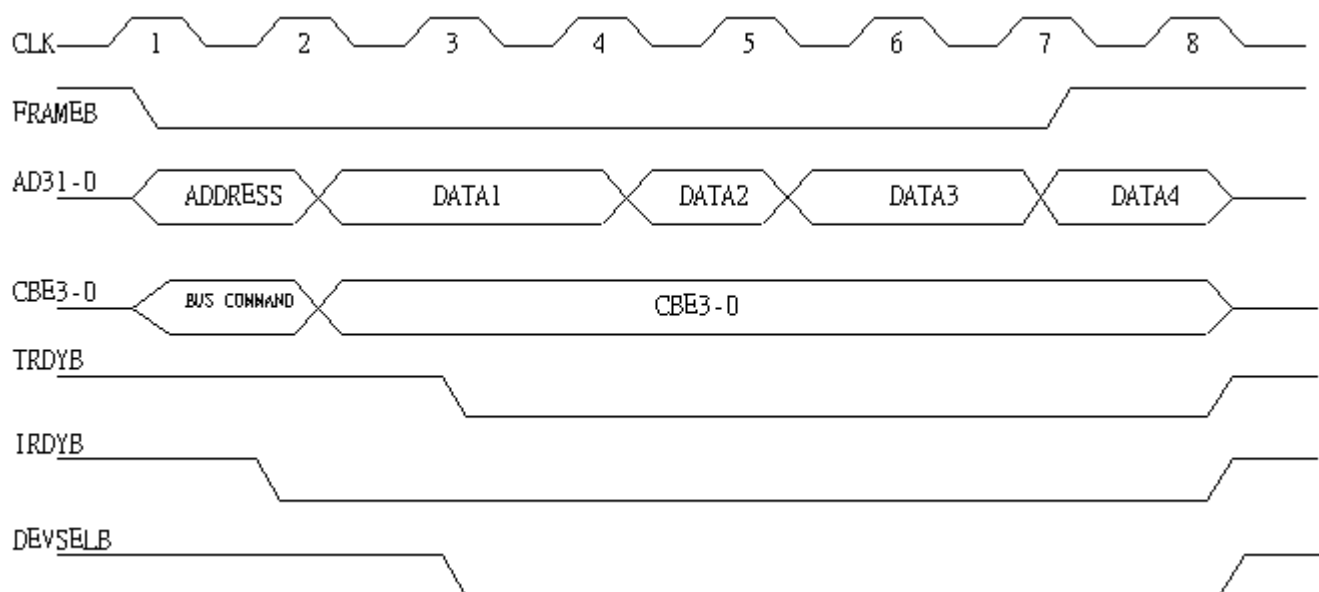 CLK 1 2 3 4 5 6 7 8
FRAMEB
AD31-0 ADDRESS DATA1 DATA2 DATA3 DATA4
CBE3-0 BUS COMMAND CBE3-0
TRDYB
IRDYB
DEVSELB